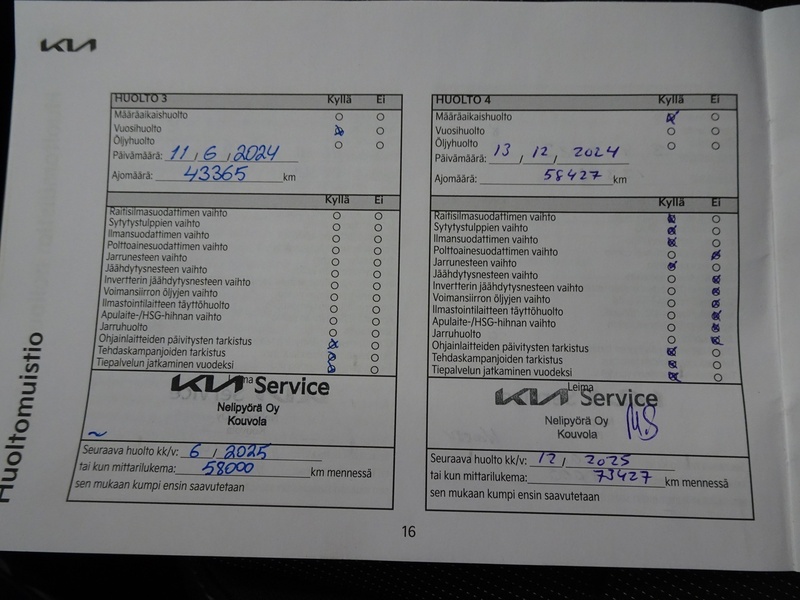 KIA
HUOLTO 3 Kyllä Ei
Määräaikaishuolto
Vuosihuolto
Öljyhuolto
Päivämäärä: 11 / 6 / 2024
Ajomäärä: 43365 km
Kyllä Ei
Raitisilmasuodattimen vaihto
Sytytystulppien vaihto
Ilmansuodattimen vaihto
Polttoainesuodattimen vaihto
Jarrunesteen vaihto
Jäähdytysnesteen vaihto
Invertterin jäähdytysnesteen vaihto
Voimansiirron öljyjen vaihto
Ilmastointilaitteen täyttöhuolto
Apulaite-/HSG-hihnan vaihto
Jarruhuolto
Ohjainlaitteiden päivitysten tarkistus
Tehdaskampanjoiden tarkistus
Tiepalvelun jatkaminen vuodeksi
KIA Service
Nelipyörä Oy
Kouvola
Seuraava huolto kk/v: 6 / 2025
tai kun mittarilukema: 58000 km mennessä
sen mukaan kumpi ensin saavutetaan
HUOLTO 4 Kyllä Ei
Määräaikaishuolto
Vuosihuolto
Öljyhuolto
Päivämäärä: 13 / 12 / 2024
Ajomäärä: 58427 km
Kyllä Ei
Raitisilmasuodattimen vaihto
Sytytystulppien vaihto
Ilmansuodattimen vaihto
Polttoainesuodattimen vaihto
Jarrunesteen vaihto
Jäähdytysnesteen vaihto
Invertterin jäähdytysnesteen vaihto
Voimansiirron öljyjen vaihto
Ilmastointilaitteen täyttöhuolto
Apulaite-/HSG-hihnan vaihto
Jarruhuolto
Ohjainlaitteiden päivitysten tarkistus
Tehdaskampanjoiden tarkistus
Tiepalvelun jatkaminen vuodeksi
Leima
KIA Service
Nelipyörä Oy
Kouvola
Seuraava huolto kk/v: 12 / 2025
tai kun mittarilukema: 73427 km mennessä
sen mukaan kumpi ensin saavutetaan
Huoltomuistio
16